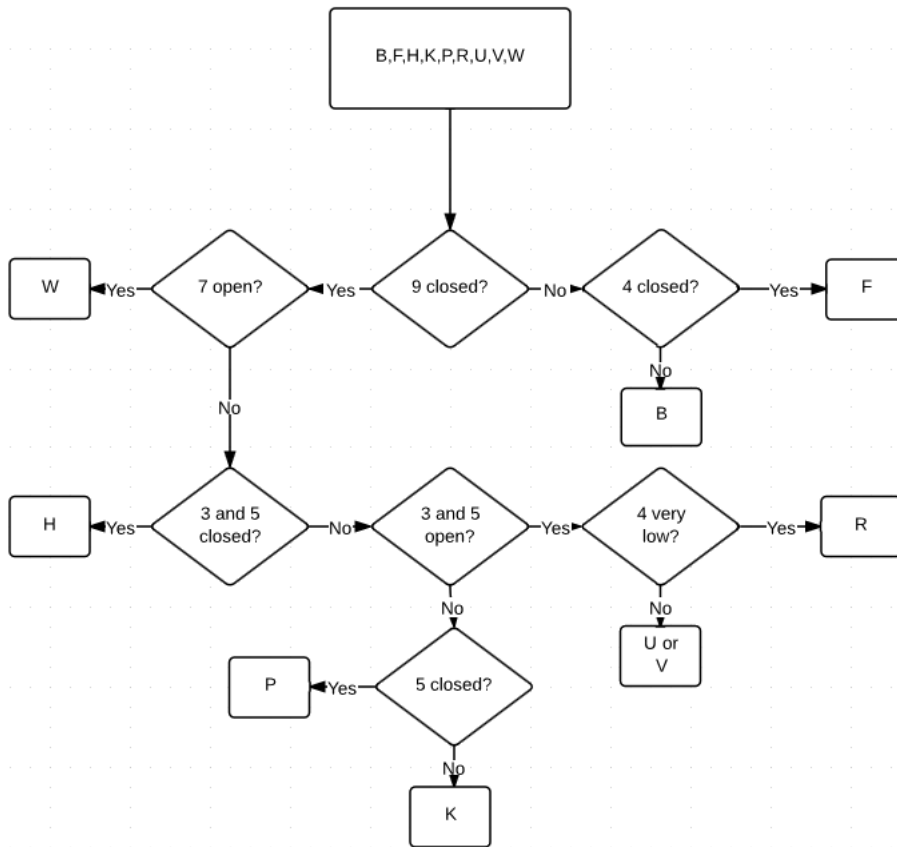 B,F,H,K,P,R,U,V,W
W
Yes
7 open?
Yes
9 closed?
No
4 closed?
Yes
F
No
B
No
H
Yes
3 and 5
closed?
No
3 and 5
open?
Yes
4 very
low?
Yes
R
No
No
U or
V
P
Yes
5 closed?
No
K